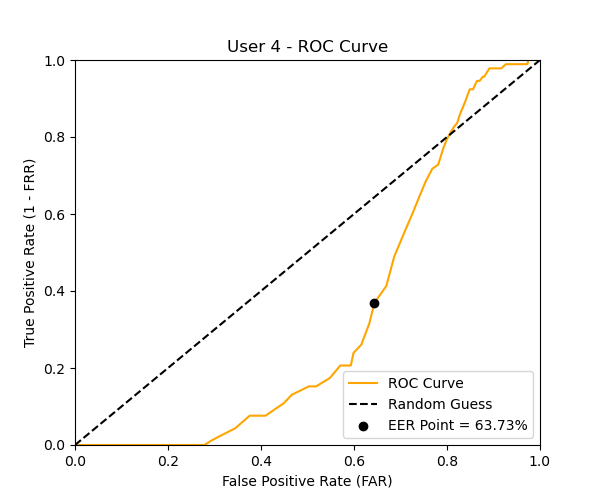 User 4 - ROC Curve
True Positive Rate (1 - FRR)
1.0
0.8
0.6
0.4
0.2
0.0
ROC Curve
Random Guess
EER Point = 63.73%
0.0 0.2 0.4 0.6 0.8 1.0
False Positive Rate (FAR)